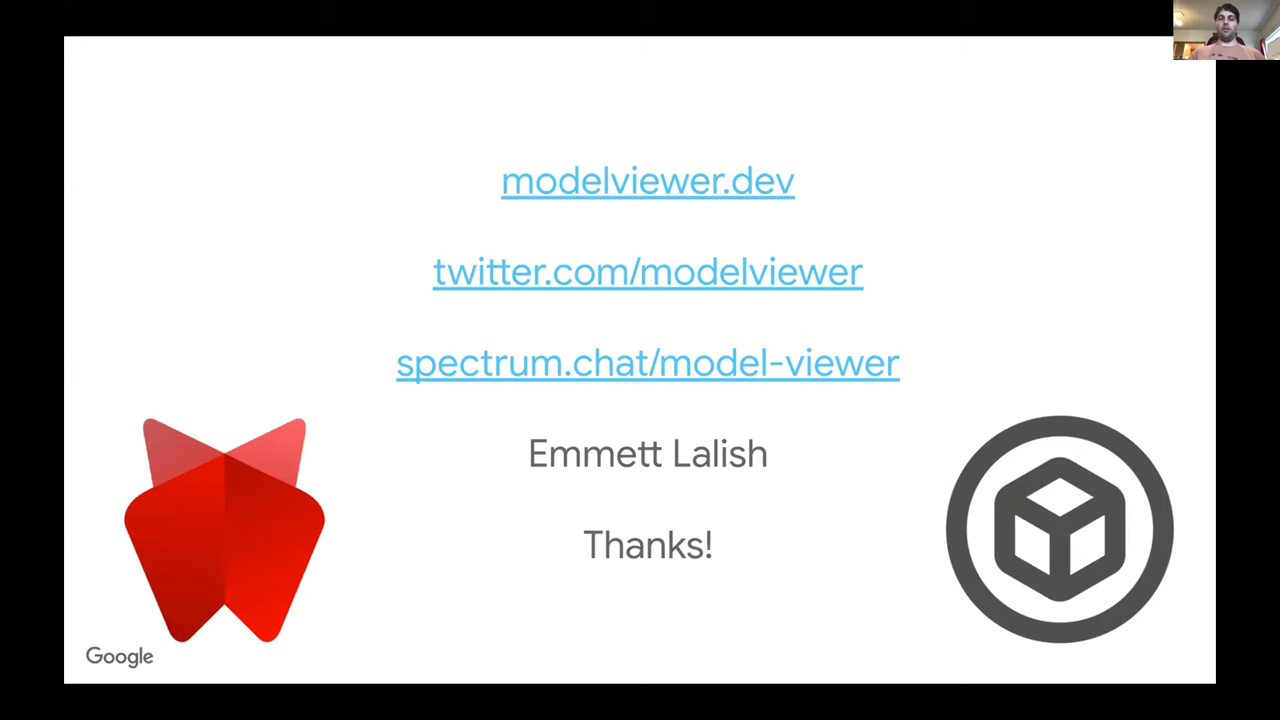 modelviewer.dev
twitter.com/modelviewer
spectrum.chat/model-viewer
Emmett Lalish
Thanks!
Google